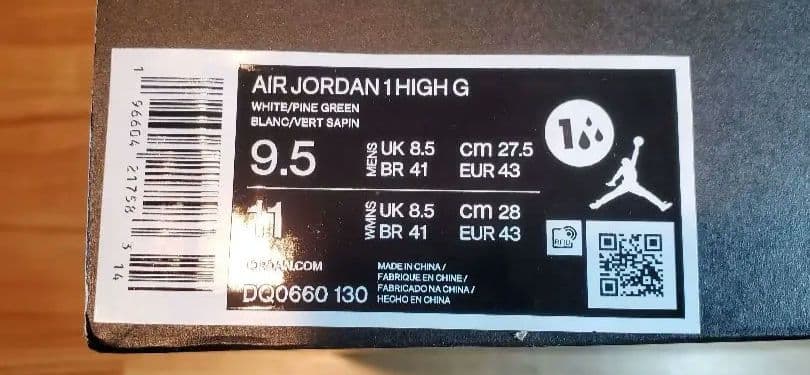 AIR JORDAN 1 HIGH G
WHITE/PINE GREEN
BLANC/VERT SAPIN
9.5 MENS UK 8.5 cm 27.5
BR 41 EUR 43
11 WMNS UK 8.5 cm 28
BR 41 EUR 43
JORDAN.COM
DQ0660 130
MADE IN CHINA /
FABRIQUE EN CHINE /
FABRICADO NA CHINA /
HECHO EN CHINA
1
RFID
1 96604 21758 3 14